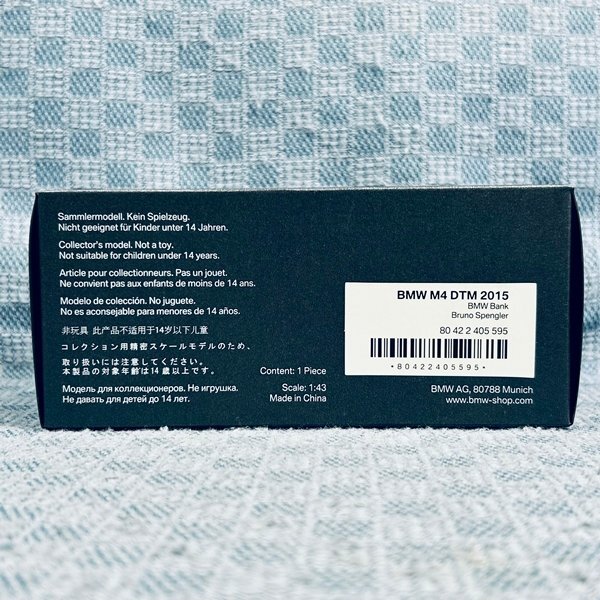 Sammlermodell. Kein Spielzeug.
Nicht geeignet für Kinder unter 14 Jahren.
Collector's model. Not a toy.
Not suitable for children under 14 years.
Article pour collectionneurs. Pas un jouet.
Ne convient pas aux enfants de moins de 14 ans.
Modelo de colección. No juguete.
No es aconsejable para menores de 14 años.
非玩具 此产品不适用于14岁以下儿童
コレクション用精密スケールモデルのため、
取り扱いには注意してください。
本製品の対象年齢は14歳以上です。
Модель для коллекционеров. Не игрушка.
Не давать для детей до 14 лет.
Content: 1 Piece
Scale: 1:43
Made in China
BMW M4 DTM 2015
BMW Bank
Bruno Spengler
80 42 2 405 595
*80422405595*
BMW AG, 80788 Munich
www.bmw-shop.com